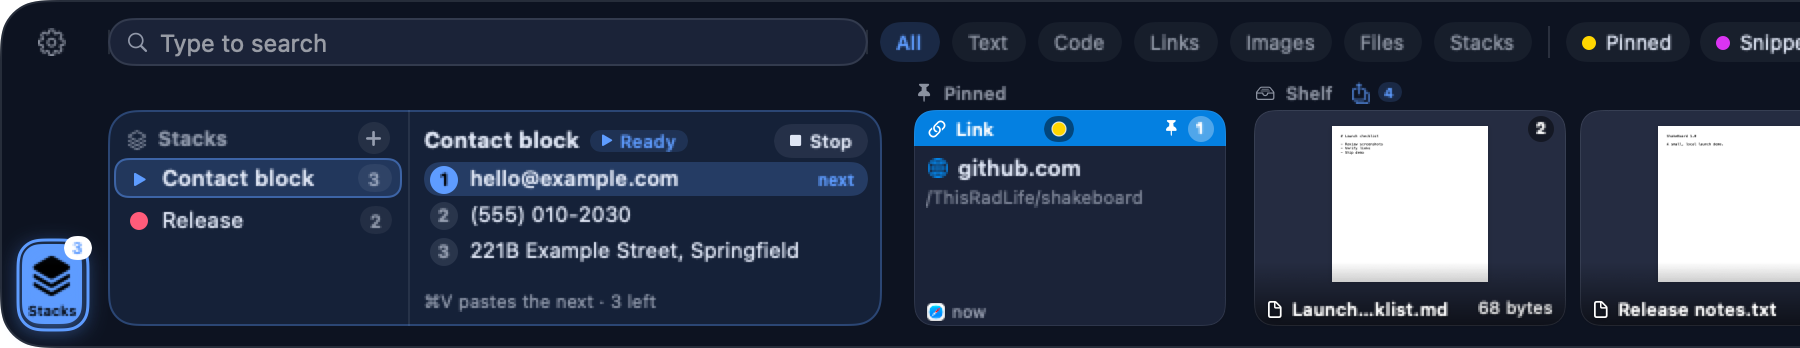 Type to search
All
Text
Code
Links
Images
Files
Stacks
Pinned
Stacks
Contact block 3
Release 2
3
Stacks
Contact block Ready Stop
1 hello@example.com next
2 (555) 010-2030
3 221B Example Street, Springfield
⌘V pastes the next · 3 left
Pinned
Link 1
github.com
/ThisRadLife/shakeboard
now
Shelf 4
2
# Launch checklist
Launch...klist.md 68 bytes
Release notes.txt